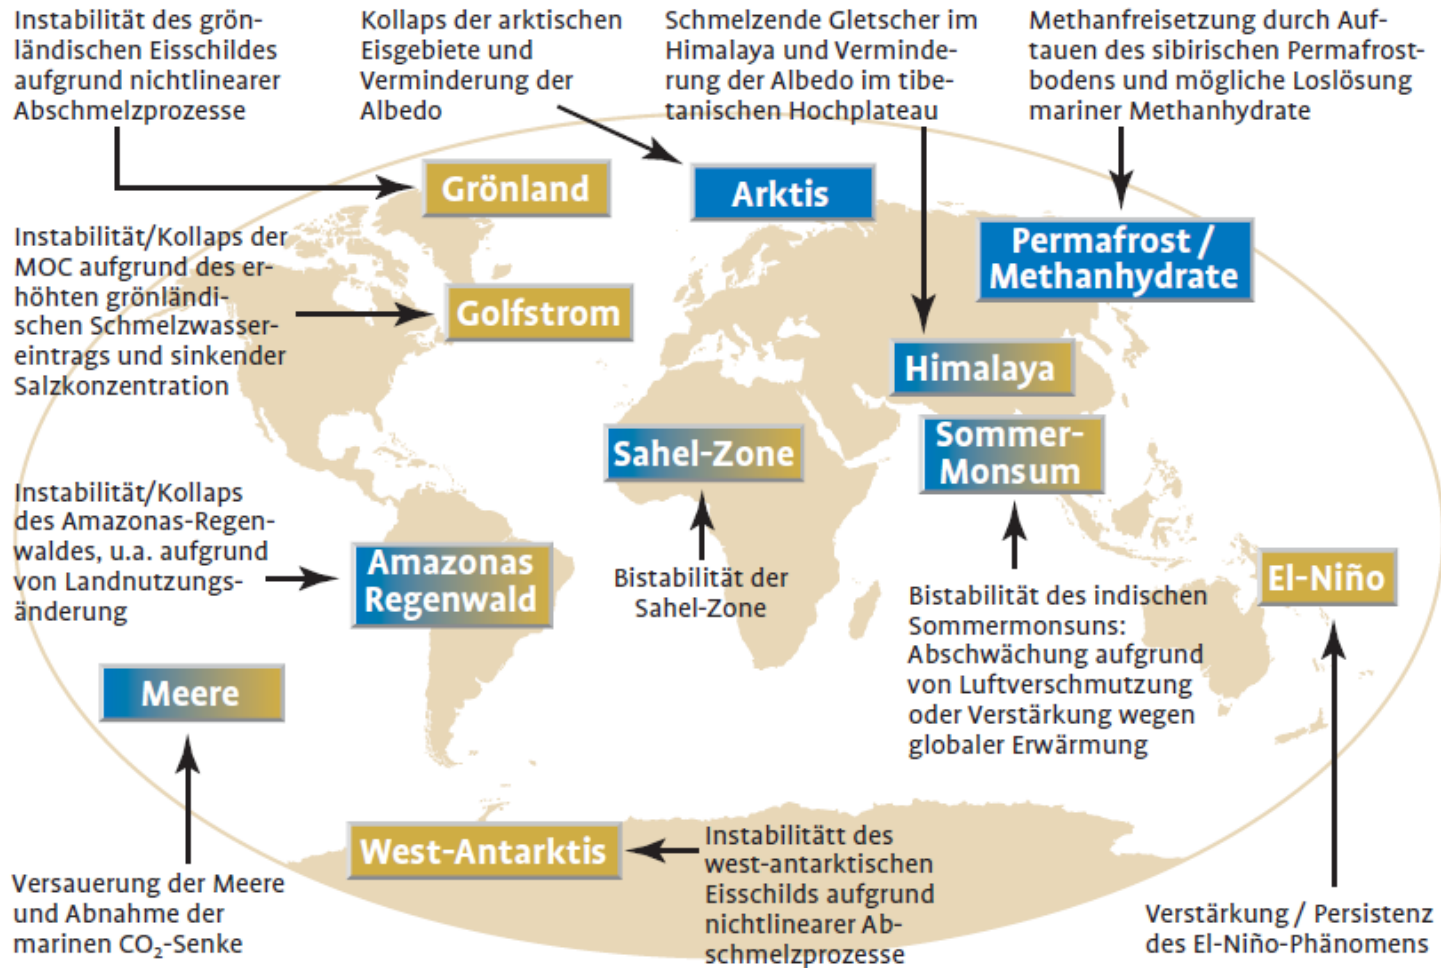 Instabilität des grön-
ländischen Eisschildes
aufgrund nichtlinearer
Abschmelzprozesse
Kollaps der arktischen
Eisgebiete und
Verminderung der
Albedo
Schmelzende Gletscher im
Himalaya und Verminde-
rung der Albedo im tibe-
tanischen Hochplateau
Methanfreisetzung durch Auf-
tauen des sibirischen Permafrost-
bodens und mögliche Loslösung
mariner Methanhydrate
Grönland
Arktis
Permafrost /
Methanhydrate
Instabilität/Kollaps der
MOC aufgrund des er-
höhten grönländi-
schen Schmelzwasser-
eintrags und sinkender
Salzkonzentration
Golfstrom
Himalaya
Sahel-Zone
Sommer-
Monsum
Instabilität/Kollaps
des Amazonas-Regen-
waldes, u.a. aufgrund
von Landnutzungs-
änderung
Amazonas
Regenwald
Bistabilität der
Sahel-Zone
Bistabilität des indischen
Sommermonsuns:
Abschwächung aufgrund
von Luftverschmutzung
oder Verstärkung wegen
globaler Erwärmung
El-Niño
Meere
West-Antarktis
Instabilitätt des
west-antarktischen
Eisschilds aufgrund
nichtlinearer Ab-
schmelzprozesse
Versauerung der Meere
und Abnahme der
marinen CO₂-Senke
Verstärkung / Persistenz
des El-Niño-Phänomens